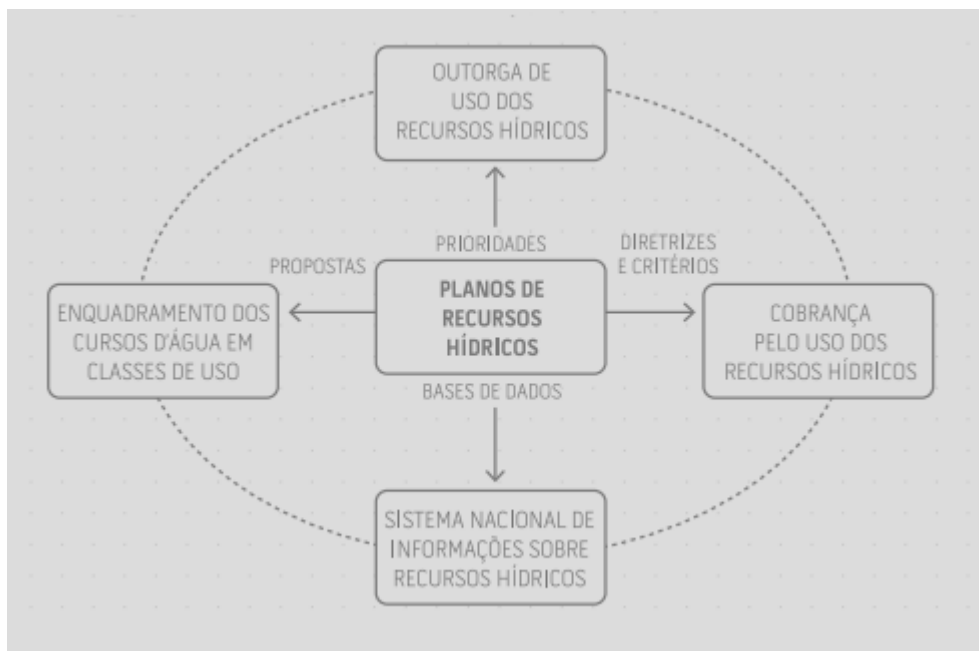 OUTORGA DE
USO DOS
RECURSOS HÍDRICOS
PRIORIDADES
DIRETRIZES
E CRITÉRIOS
PROPOSTAS
PLANOS DE
RECURSOS
HÍDRICOS
ENQUADRAMENTO DOS
CURSOS D'ÁGUA EM
CLASSES DE USO
COBRANÇA
PELO USO DOS
RECURSOS HÍDRICOS
BASES DE DADOS
SISTEMA NACIONAL DE
INFORMAÇÕES SOBRE
RECURSOS HÍDRICOS